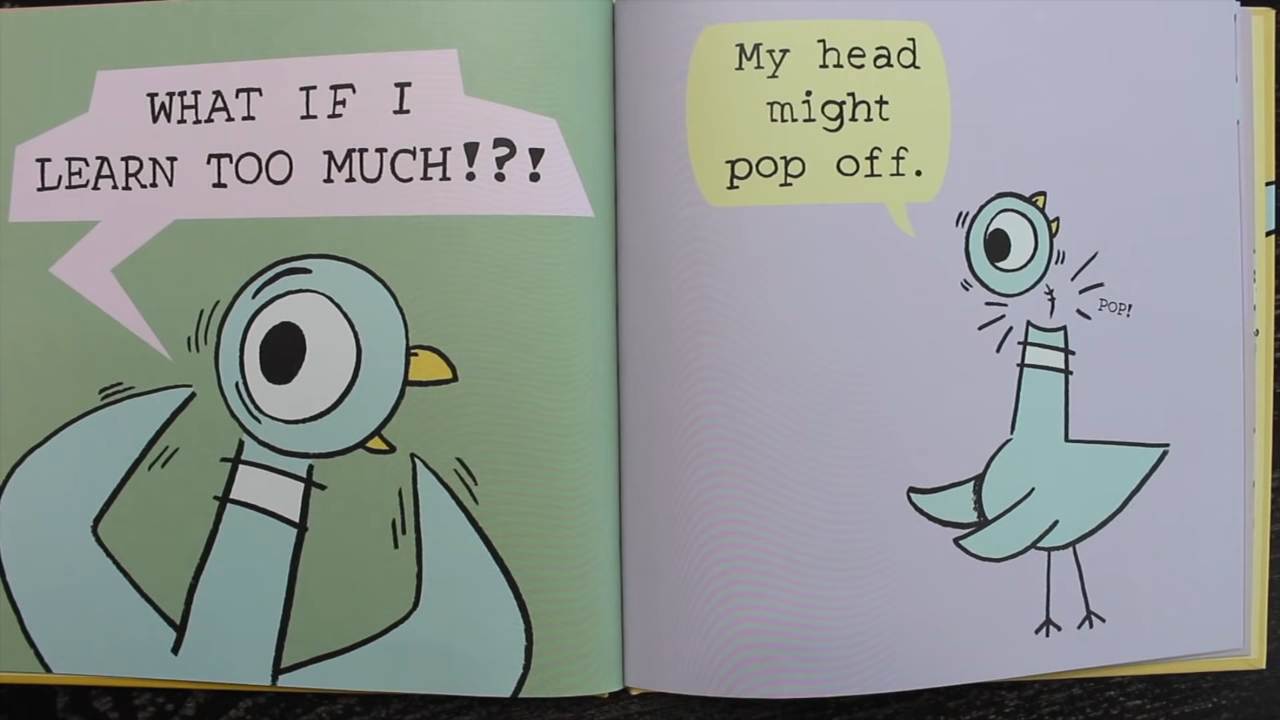 WHAT IF I
LEARN TOO MUCH!?!
My head
might
pop off.
POP!